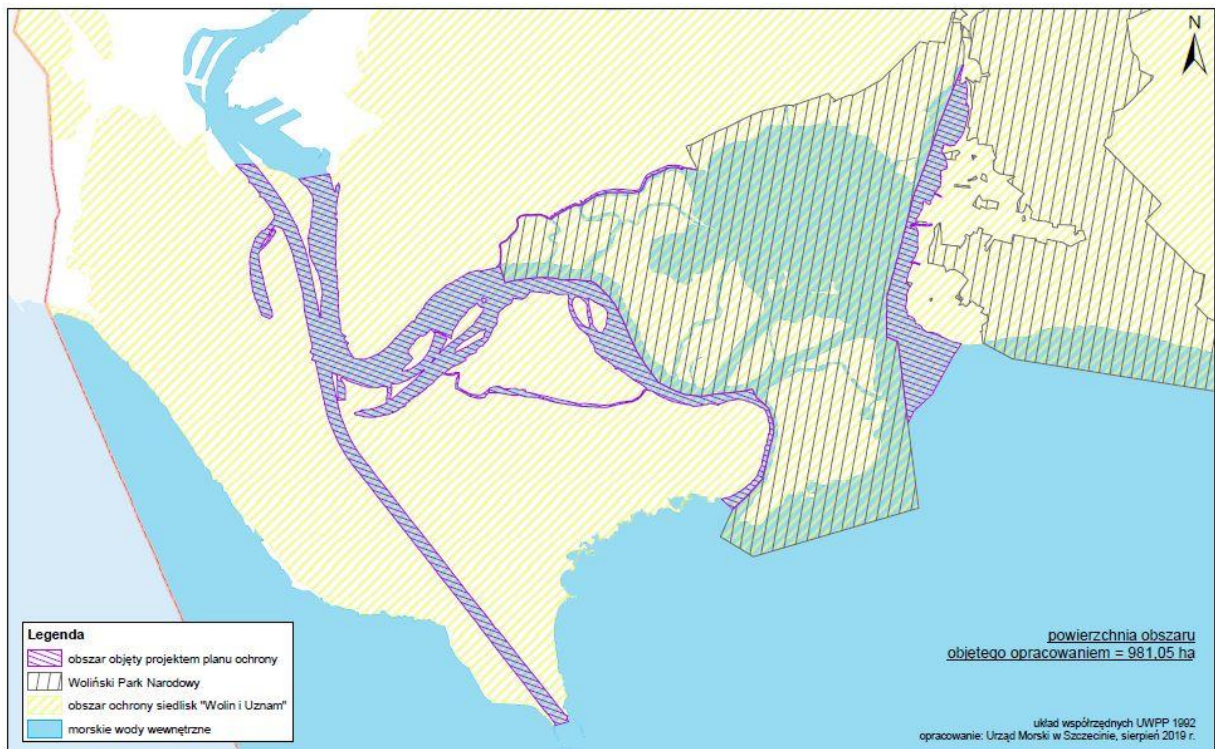 N
Legenda
obszar objęty projektem planu ochrony
Woliński Park Narodowy
obszar ochrony siedlisk "Wolin i Uznam"
morskie wody wewnętrzne
powierzchnia obszaru
objętego opracowaniem = 981,05 ha
układ współrzędnych UWPP 1992
opracowanie: Urząd Morski w Szczecinie, sierpień 2019 r.